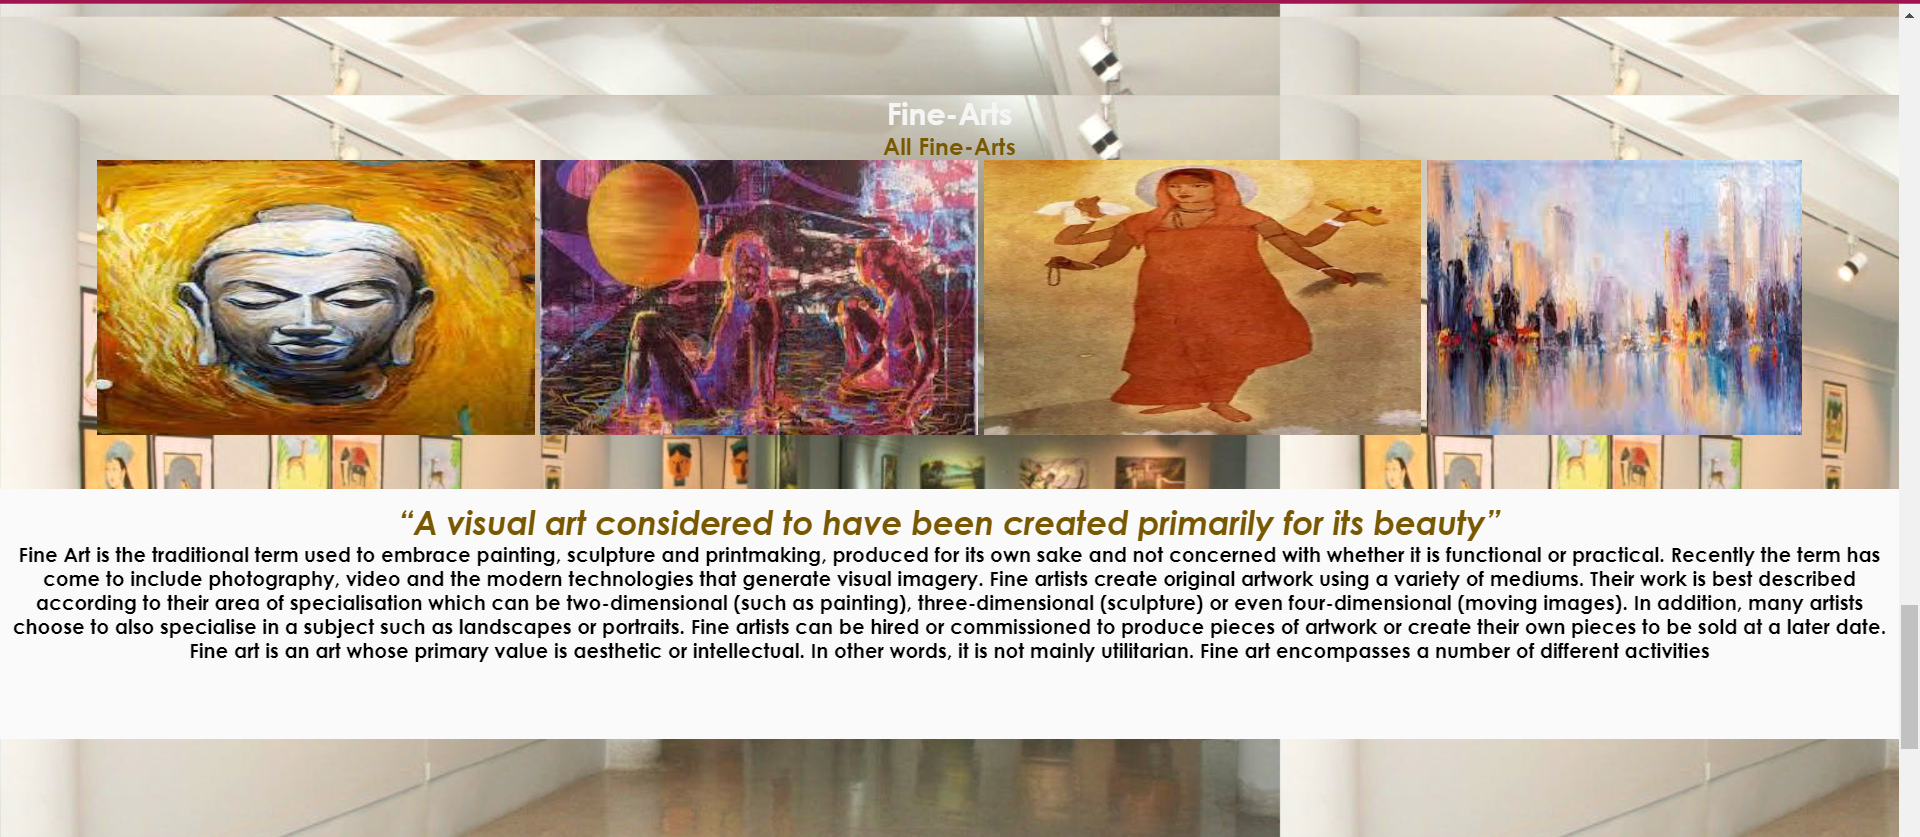 Fine-Arts
All Fine-Arts
“A visual art considered to have been created primarily for its beauty”
Fine Art is the traditional term used to embrace painting, sculpture and printmaking, produced for its own sake and not concerned with whether it is functional or practical. Recently the term has
come to include photography, video and the modern technologies that generate visual imagery. Fine artists create original artwork using a variety of mediums. Their work is best described
according to their area of specialisation which can be two-dimensional (such as painting), three-dimensional (sculpture) or even four-dimensional (moving images). In addition, many artists
choose to also specialise in a subject such as landscapes or portraits. Fine artists can be hired or commissioned to produce pieces of artwork or create their own pieces to be sold at a later date.
Fine art is an art whose primary value is aesthetic or intellectual. In other words, it is not mainly utilitarian. Fine art encompasses a number of different activities